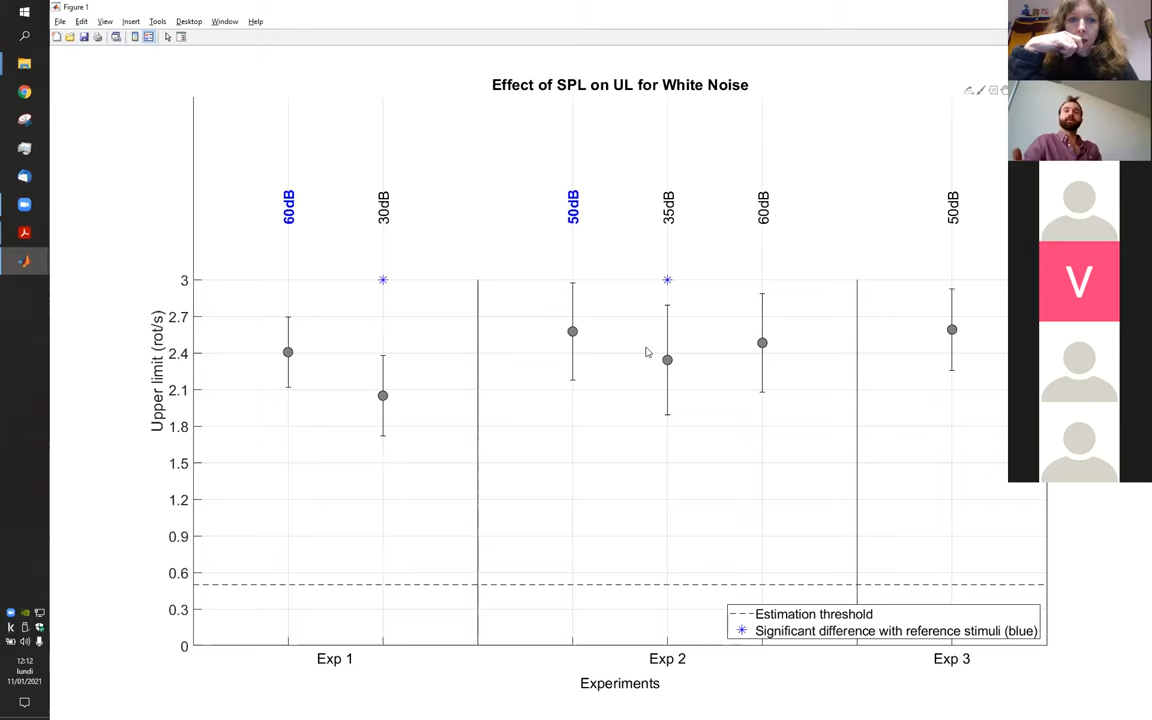 Figure 1
File Edit View Insert Tools Desktop Window Help
Effect of SPL on UL for White Noise
60dB
30dB
50dB
35dB
60dB
50dB
3
2.7
2.4
2.1
1.8
1.5
1.2
0.9
0.6
0.3
0
Upper limit (rot/s)
Estimation threshold
Significant difference with reference stimuli (blue)
Exp 1
Exp 2
Exp 3
Experiments
V
12:12
lundi
11/01/2021